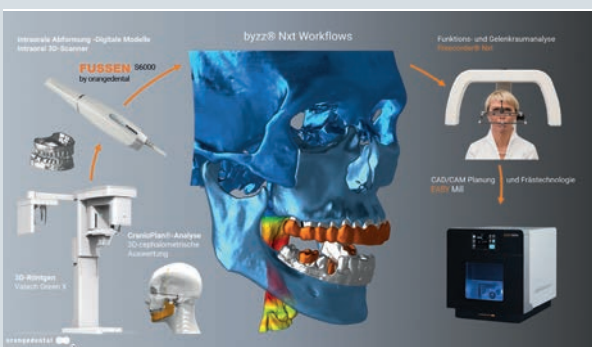 byzz® Nxt Workflows
Intraorale Abformung -Digitale Modelle
Intraoral 3D-Scanner
FUSSEN S6000
by orangedental
CranioPlan®-Analyse
3D-cephalometrische
Auswertung
3D-Röntgen
Vatech Green X
Funktions- und Gelenkraumanalyse
Freecorder® Nxt
CAD/CAM Planung und Frästechnologie
EASY Mill
orangedental